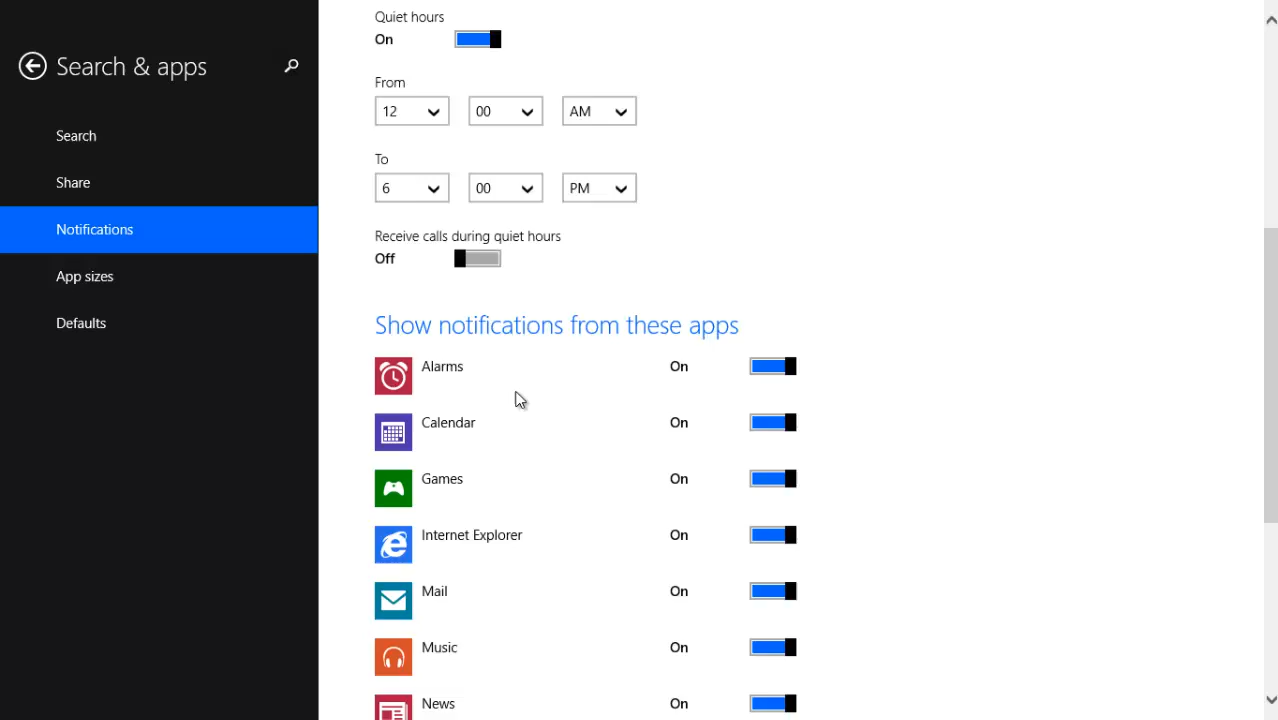 Search & apps
Search
Share
Notifications
App sizes
Defaults
Quiet hours
On
From
12 00 AM
To
6 00 PM
Receive calls during quiet hours
Off
Show notifications from these apps
Alarms On
Calendar On
Games On
Internet Explorer On
Mail On
Music On
News On